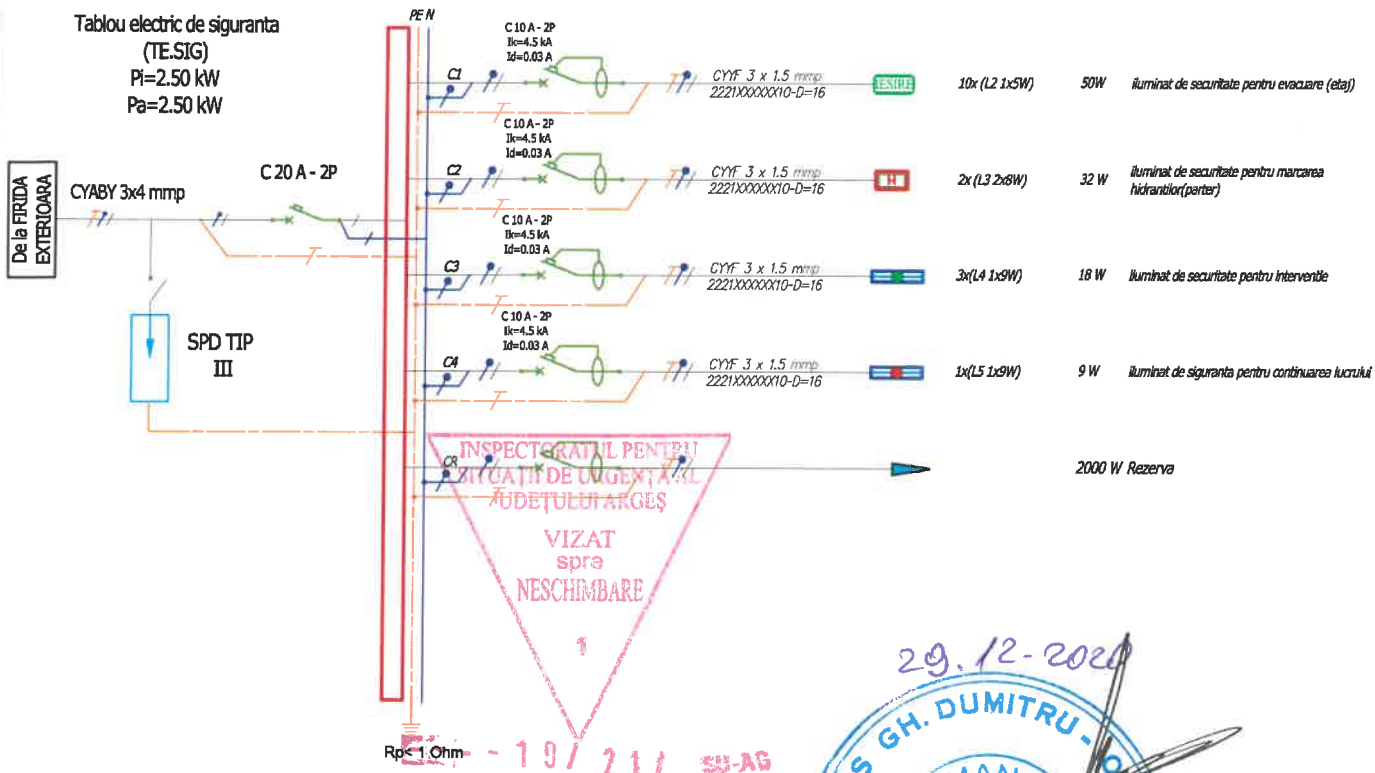 Tablou electric de siguranta
(TE.SIG)
Pi=2.50 kW
Pa=2.50 kW
PE N
De la FIRIDA
EXTERIOARA
CYABY 3x4 mmp
C 20 A - 2P
SPD TIP
III
C1
C 10 A - 2P
Ik=4.5 kA
Id=0.03 A
CYYF 3 x 1.5 mmp
2221XXXXXX10-D=16
10x (L2 1x5W)
50W
iluminat de securitate pentru evacuare (etaj)
C2
C 10 A - 2P
Ik=4.5 kA
Id=0.03 A
CYYF 3 x 1.5 mmp
2221XXXXXX10-D=16
H
2x (L3 2x8W)
32 W
iluminat de securitate pentru marcarea
hidrantilor(parter)
C3
C 10 A - 2P
Ik=4.5 kA
Id=0.03 A
CYYF 3 x 1.5 mmp
2221XXXXXX10-D=16
3x(L4 1x9W)
18 W
iluminat de securitate pentru interventie
C4
C 10 A - 2P
Ik=4.5 kA
Id=0.03 A
CYYF 3 x 1.5 mmp
2221XXXXXX10-D=16
1x(L5 1x9W)
9 W
iluminat de siguranta pentru continuarea lucrului
CR
2000 W Rezerva
INSPECTORATUL PENTRU
SITUAȚII DE URGENȚĂ AL
JUDEȚULUI ARGEȘ
VIZAT
spre
NESCHIMBARE
1
Rp< 1 Ohm
SU-AG
29.12-2020
GH. DUMITRU -